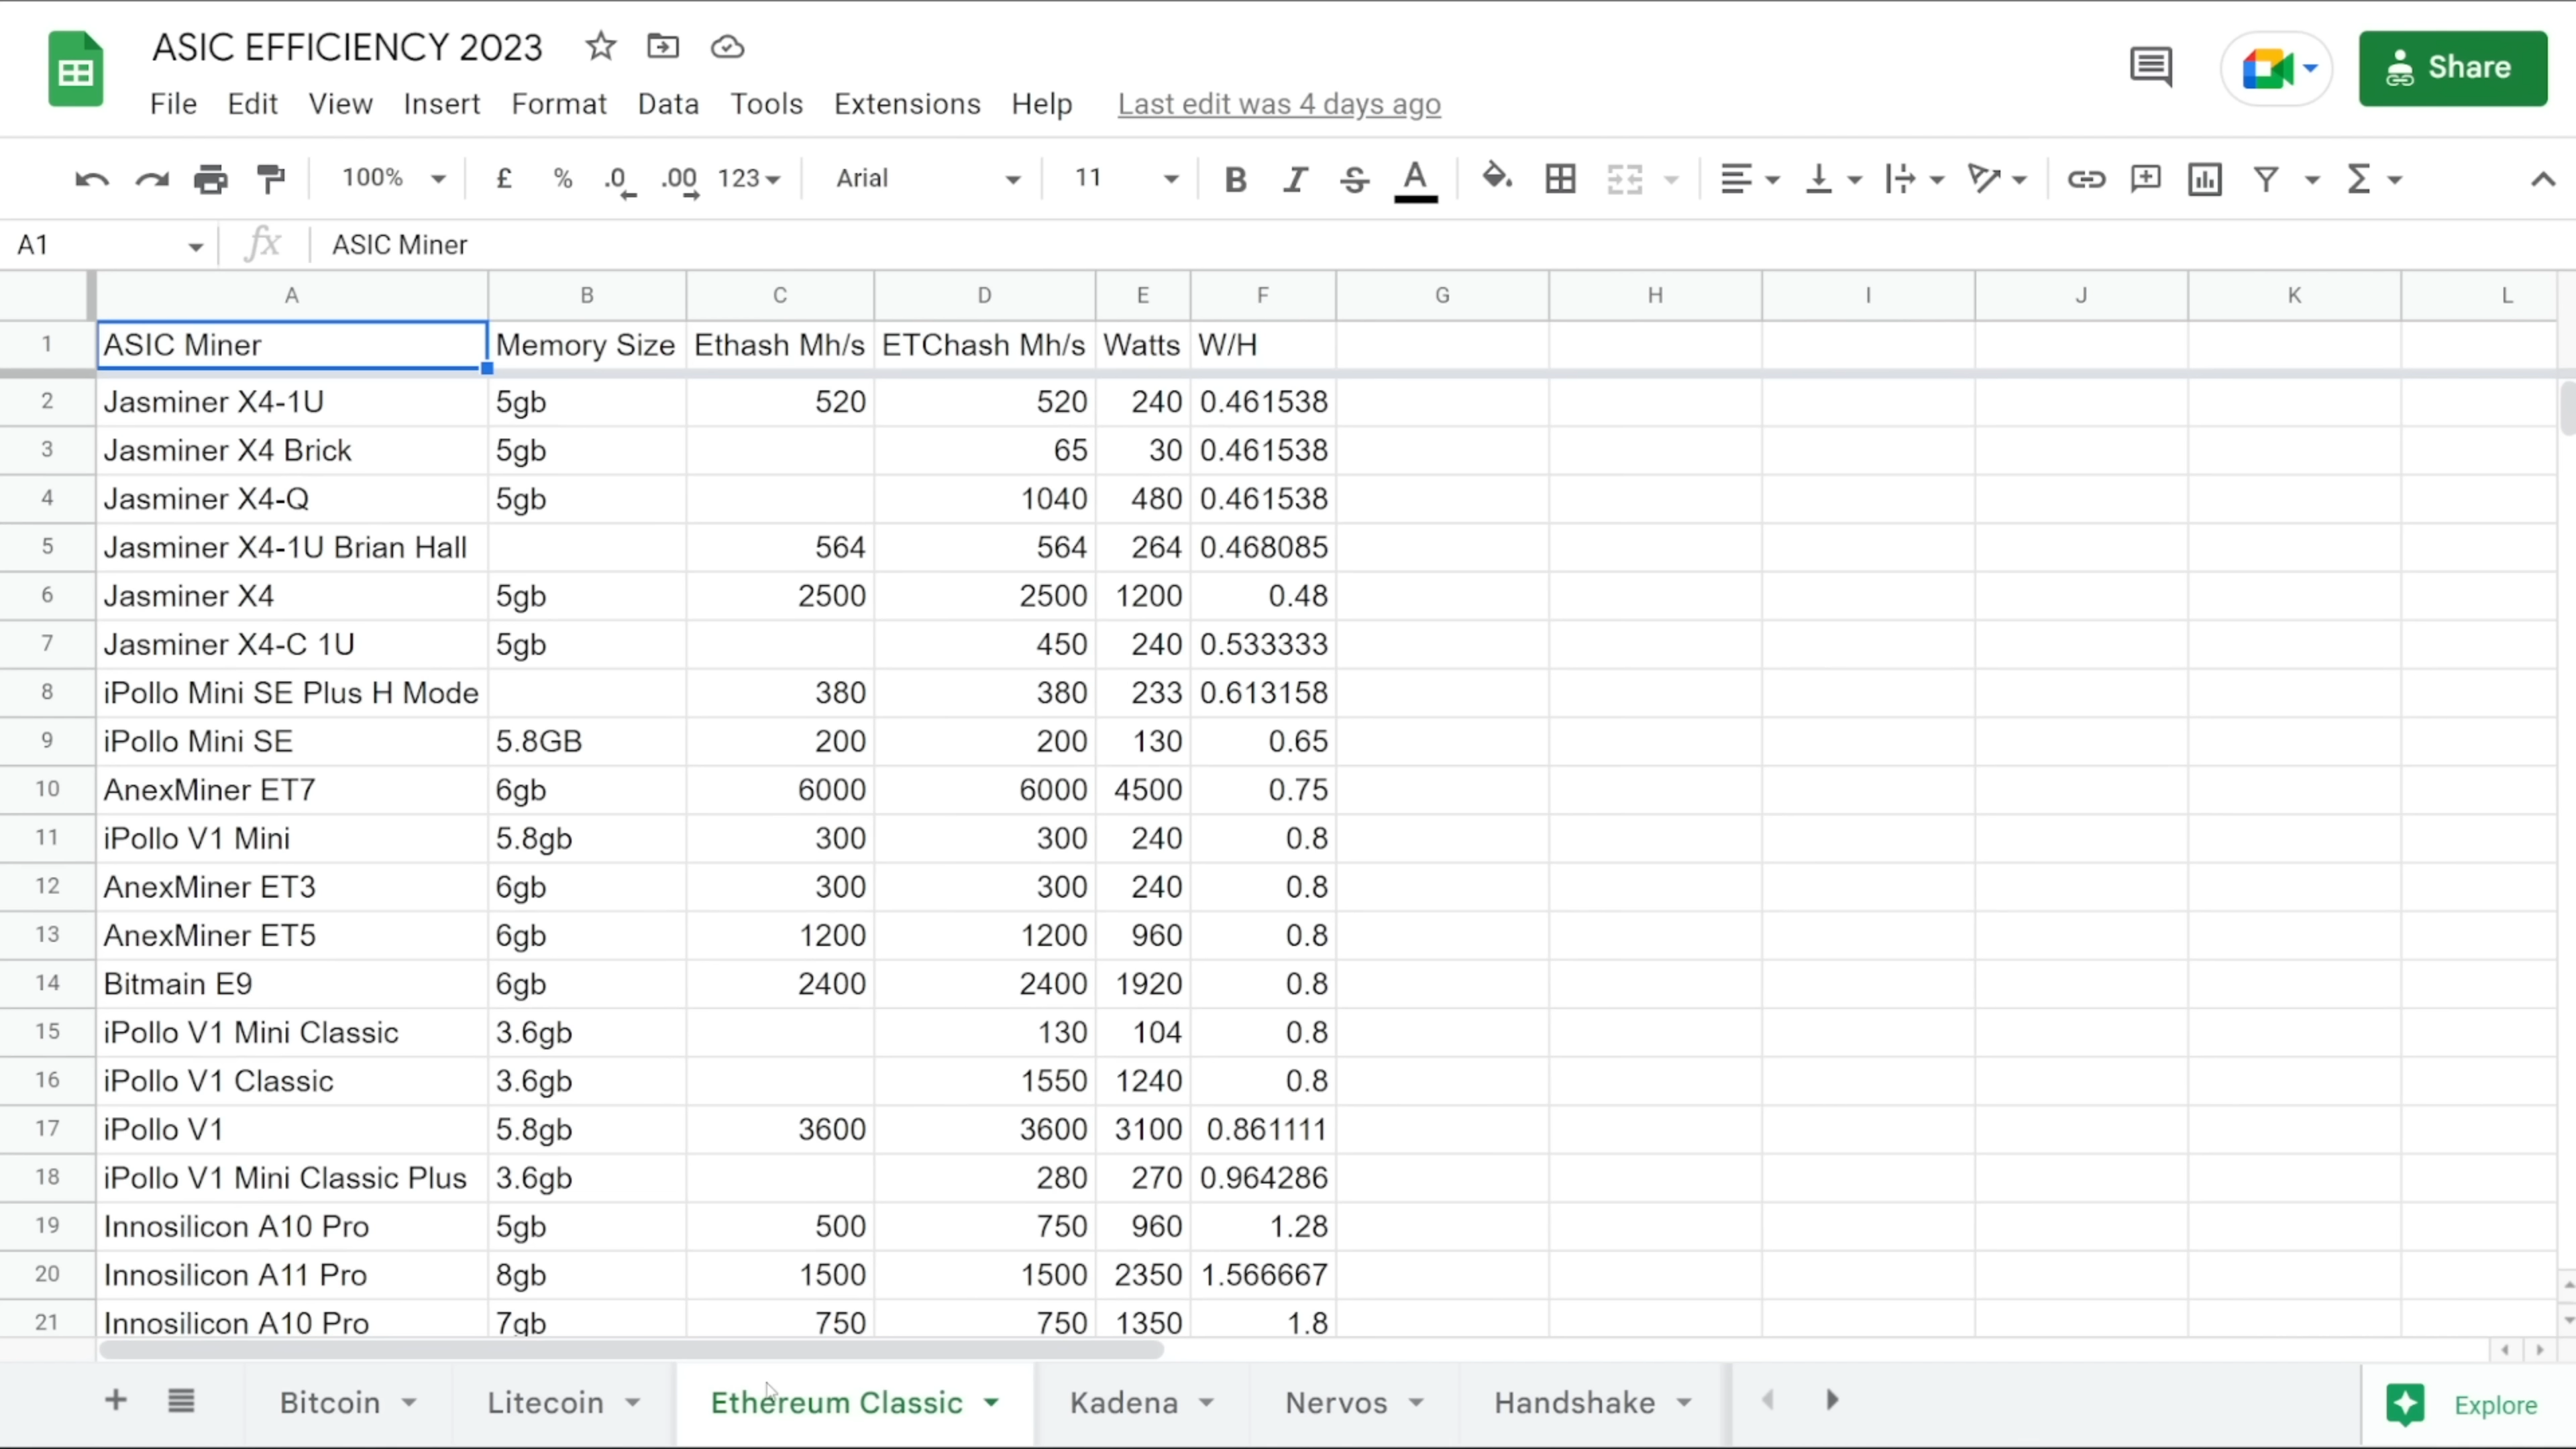 ASIC EFFICIENCY 2023
File Edit View Insert Format Data Tools Extensions Help Last edit was 4 days ago
Share
100% £ % .0 .00 123 Arial 11 B I S A Σ
A1 fx ASIC Miner
A B C D E F G H I J K L
1 ASIC Miner Memory Size Ethash Mh/s ETChash Mh/s Watts W/H
2 Jasminer X4-1U 5gb 520 520 240 0.461538
3 Jasminer X4 Brick 5gb 65 30 0.461538
4 Jasminer X4-Q 5gb 1040 480 0.461538
5 Jasminer X4-1U Brian Hall 564 564 264 0.468085
6 Jasminer X4 5gb 2500 2500 1200 0.48
7 Jasminer X4-C 1U 5gb 450 240 0.533333
8 iPollo Mini SE Plus H Mode 380 380 233 0.613158
9 iPollo Mini SE 5.8GB 200 200 130 0.65
10 AnexMiner ET7 6gb 6000 6000 4500 0.75
11 iPollo V1 Mini 5.8gb 300 300 240 0.8
12 AnexMiner ET3 6gb 300 300 240 0.8
13 AnexMiner ET5 6gb 1200 1200 960 0.8
14 Bitmain E9 6gb 2400 2400 1920 0.8
15 iPollo V1 Mini Classic 3.6gb 130 104 0.8
16 iPollo V1 Classic 3.6gb 1550 1240 0.8
17 iPollo V1 5.8gb 3600 3600 3100 0.861111
18 iPollo V1 Mini Classic Plus 3.6gb 280 270 0.964286
19 Innosilicon A10 Pro 5gb 500 750 960 1.28
20 Innosilicon A11 Pro 8gb 1500 1500 2350 1.566667
21 Innosilicon A10 Pro 7gb 750 750 1350 1.8
Bitcoin Litecoin Ethereum Classic Kadena Nervos Handshake Explore